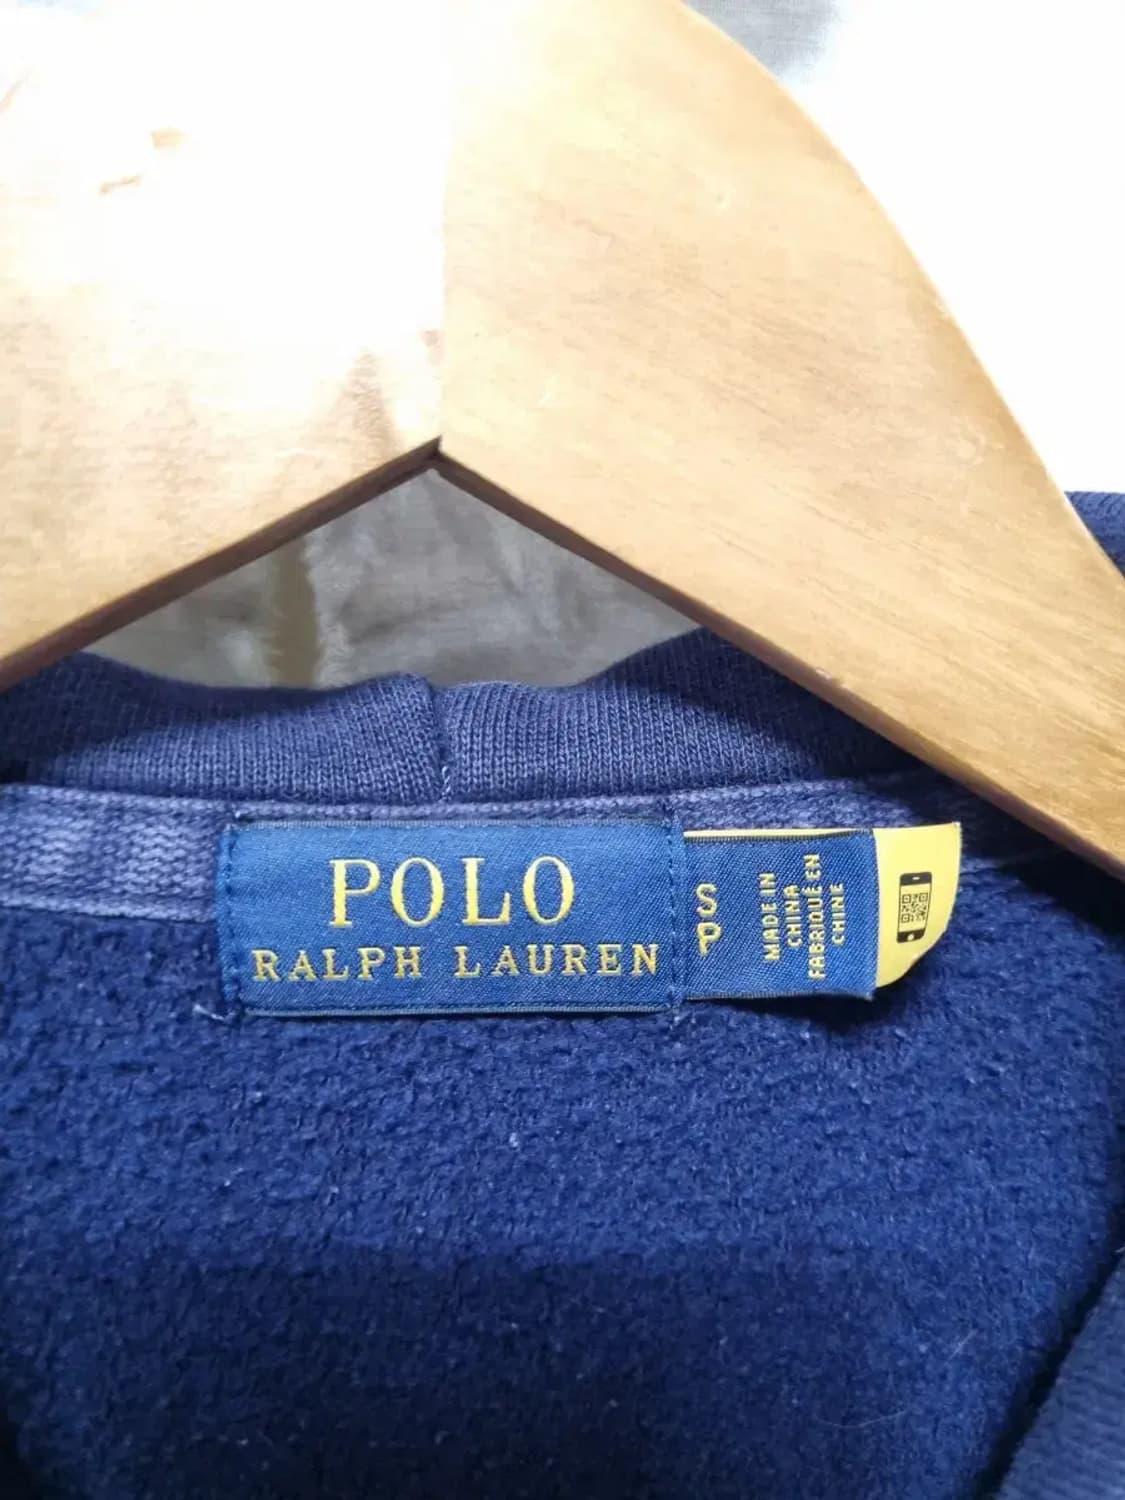 POLO
RALPH LAUREN
S
P
MADE IN
CHINA
FABRIQUÉ EN
CHINE